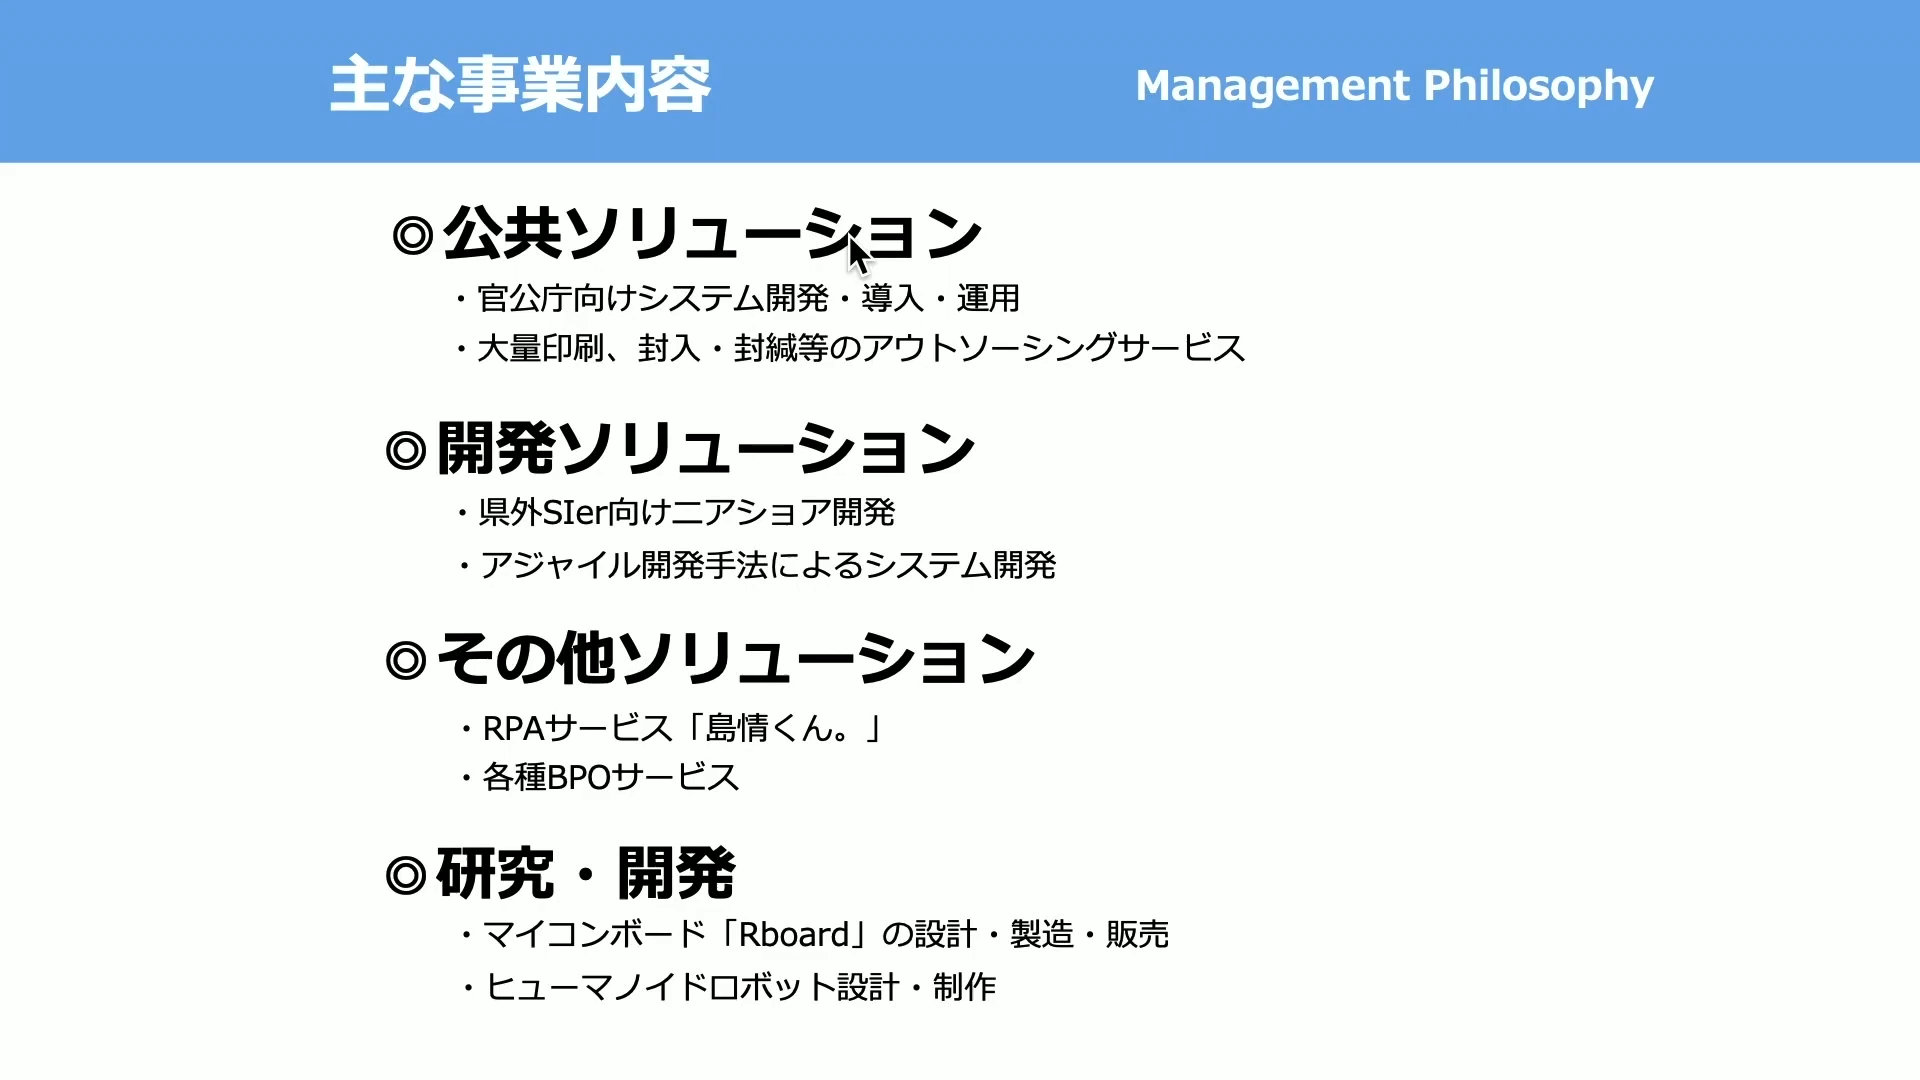 主な事業内容
Management Philosophy
◎公共ソリューション
・官公庁向けシステム開発・導入・運用
・大量印刷、封入・封緘等のアウトソーシングサービス
◎開発ソリューション
・県外SIer向けニアショア開発
・アジャイル開発手法によるシステム開発
◎その他ソリューション
・RPAサービス「島情くん。」
・各種BPOサービス
◎研究・開発
・マイコンボード「Rboard」の設計・製造・販売
・ヒューマノイドロボット設計・制作